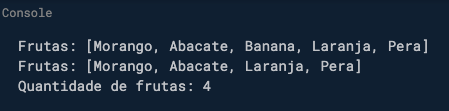 Console
Frutas: [Morango, Abacate, Banana, Laranja, Pera]
Frutas: [Morango, Abacate, Laranja, Pera]
Quantidade de frutas: 4